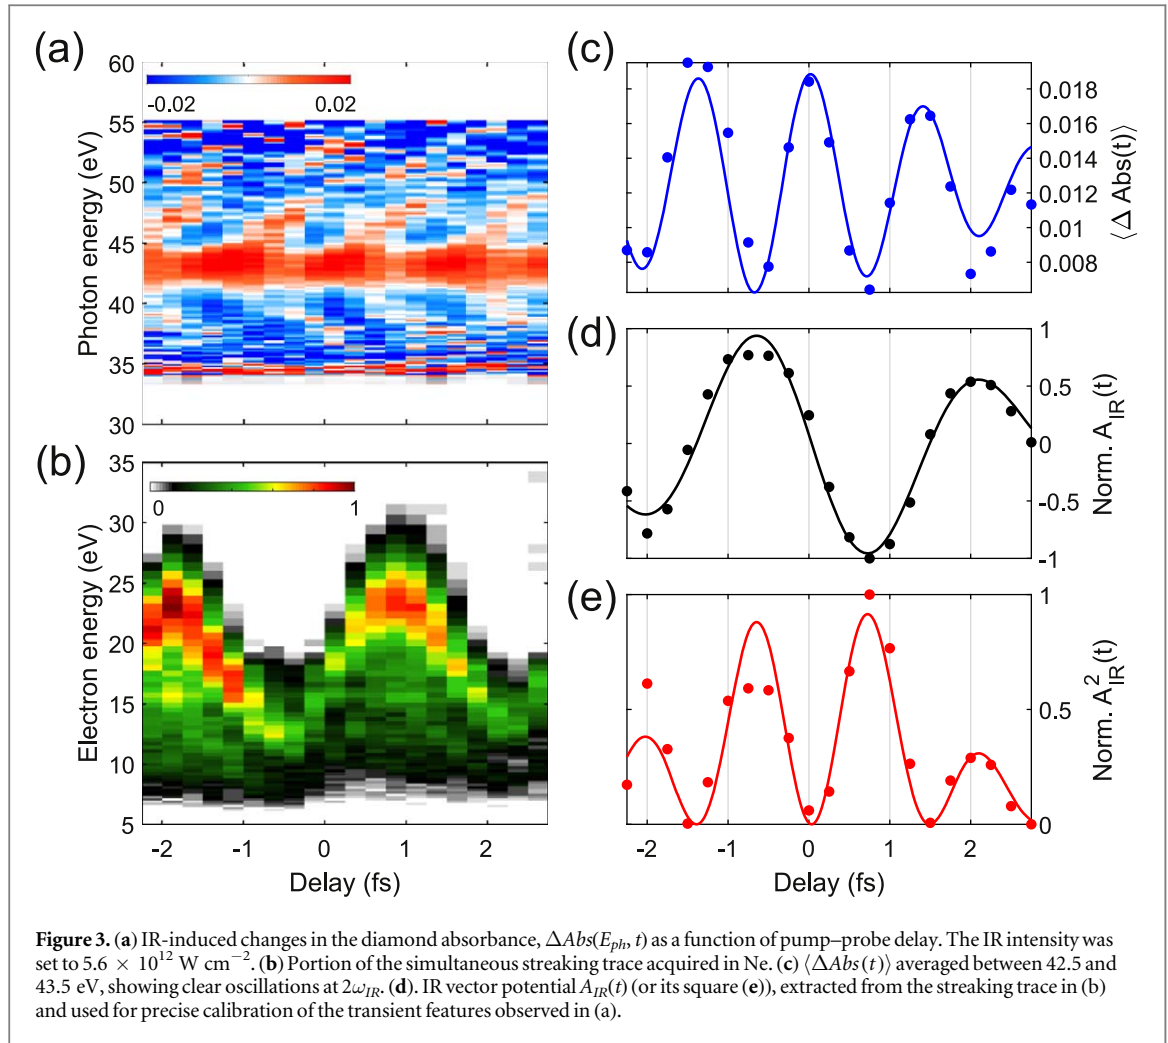 (a)
60
-0.02
0.02
55
50
45
40
35
30
Photon energy (eV)
(b)
35
0
1
30
25
20
15
10
5
Electron energy (eV)
-2
-1
0
1
2
Delay (fs)
(c)
0.018
0.016
0.014
0.012
0.01
0.008
⟨Δ Abs(t)⟩
(d)
1
0.5
0
-0.5
-1
Norm. A_IR(t)
(e)
1
0.5
0
Norm. A²_IR(t)
-2
-1
0
1
2
Delay (fs)
Figure 3. (a) IR-induced changes in the diamond absorbance, ΔAbs(E_ph, t) as a function of pump–probe delay. The IR intensity was
set to 5.6 × 10¹² W cm⁻². (b) Portion of the simultaneous streaking trace acquired in Ne. (c) ⟨ΔAbs(t)⟩ averaged between 42.5 and
43.5 eV, showing clear oscillations at 2ω_IR. (d). IR vector potential A_IR(t) (or its square (e)), extracted from the streaking trace in (b)
and used for precise calibration of the transient features observed in (a).